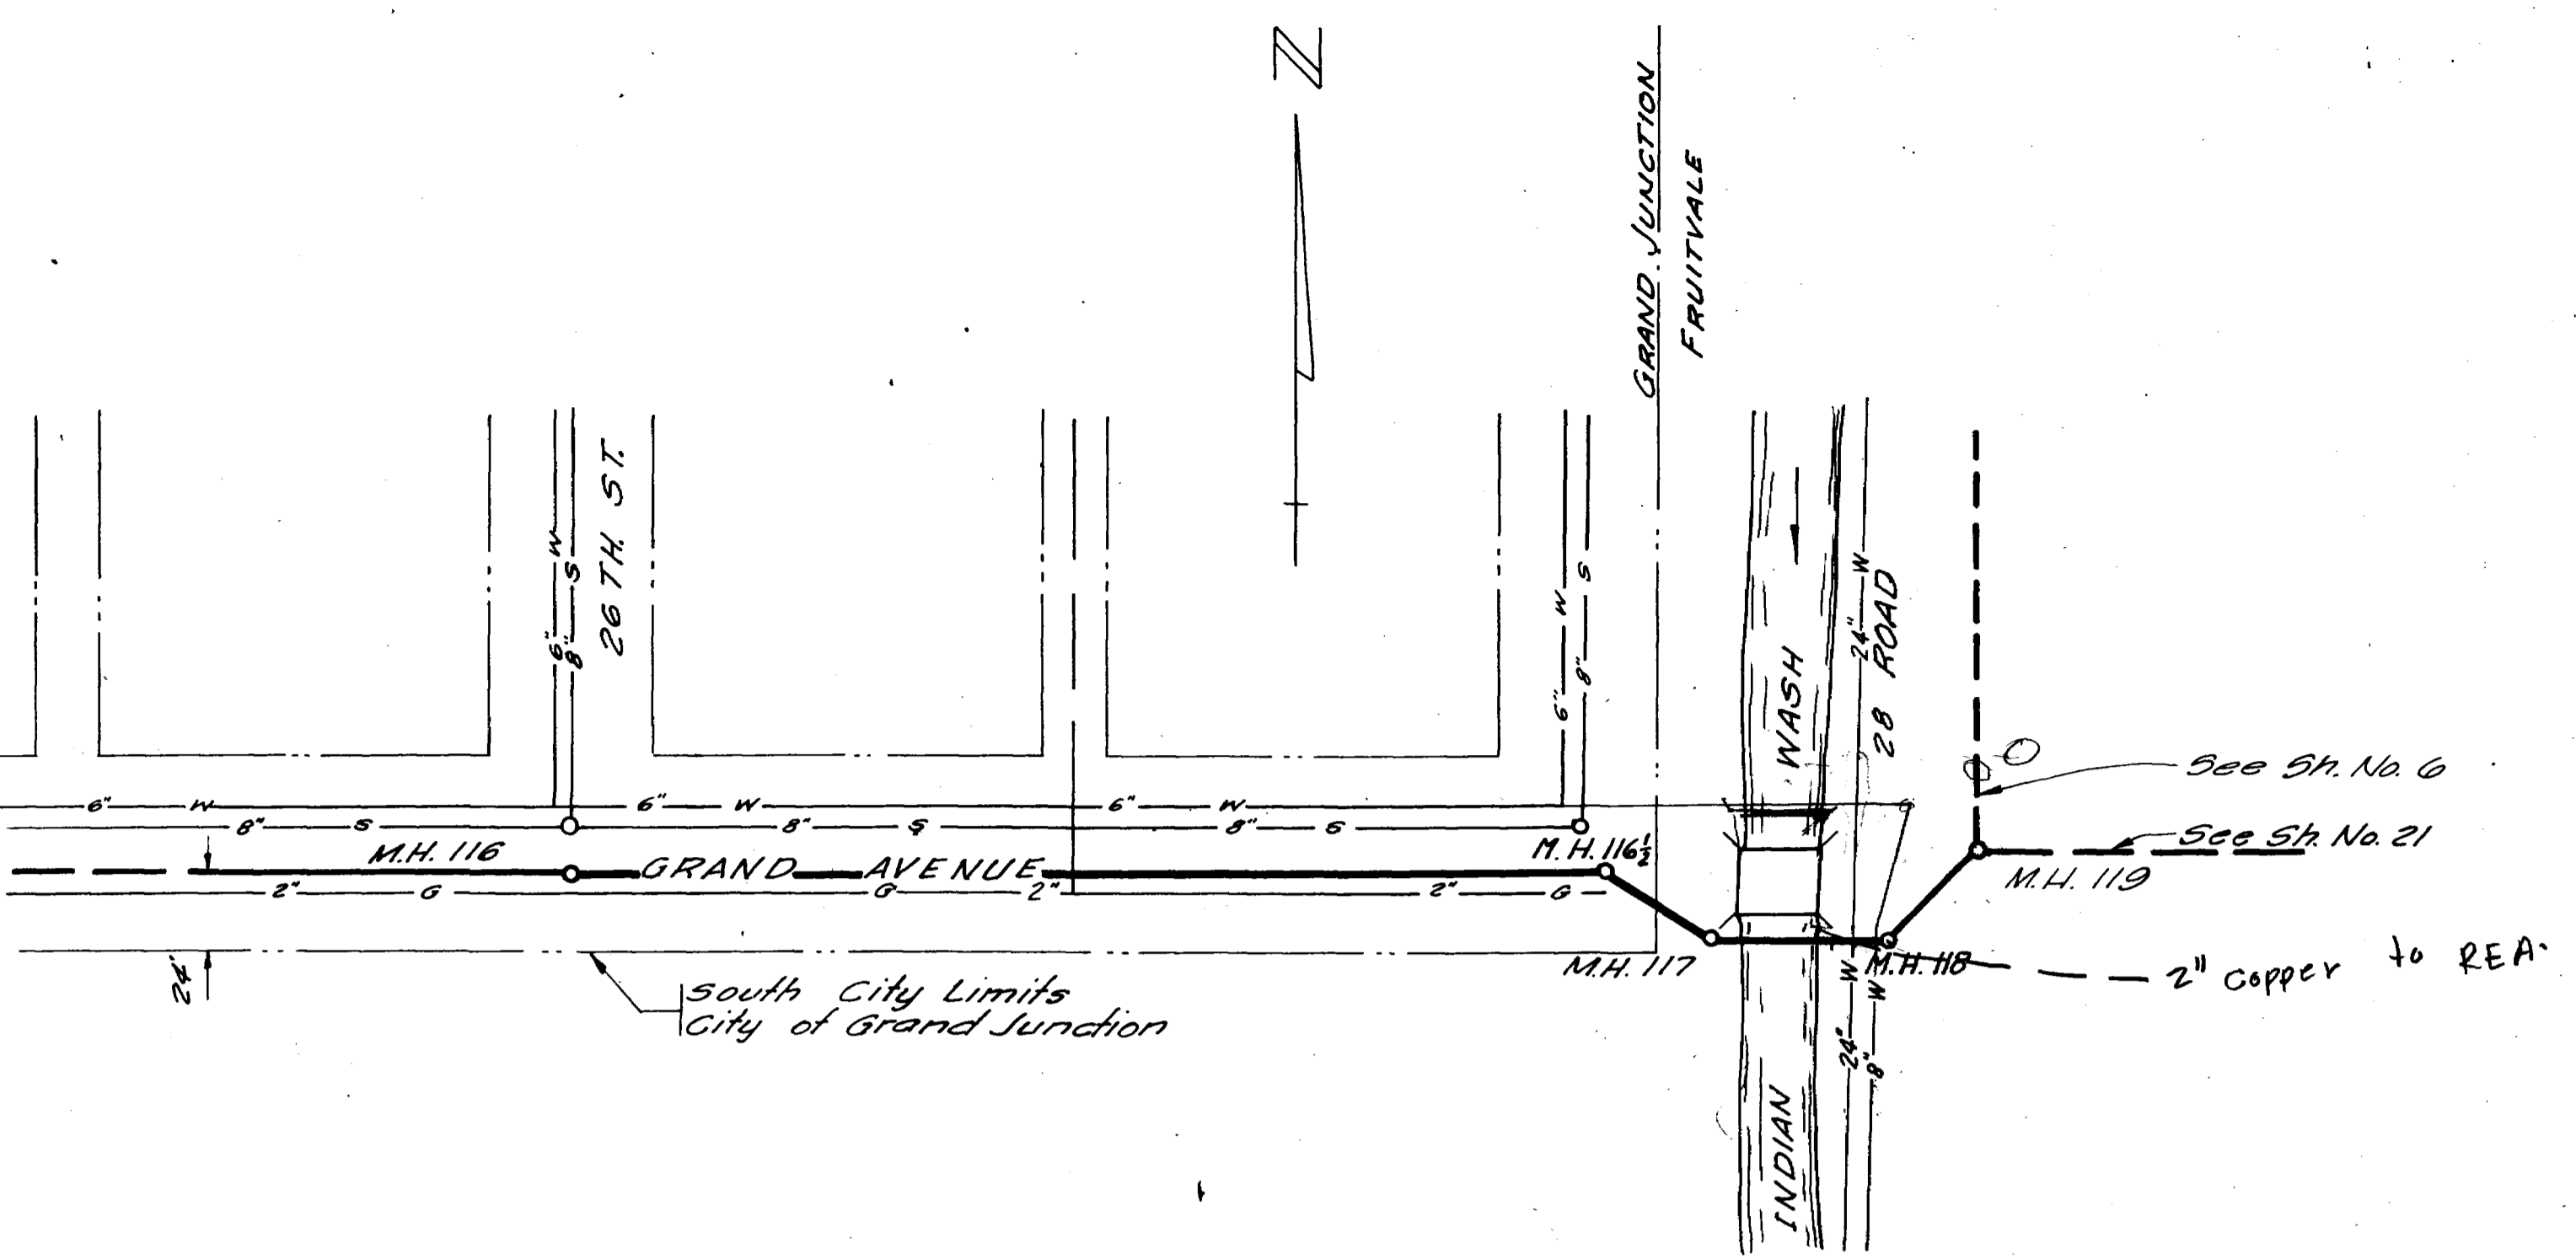 N
GRAND JUNCTION
FRUITVALE
26 TH. ST.
6" W
8" S
6" W
8" S
WASH
24" W
28 ROAD
See Sh. No. 6
6" W 6" W 6" W
8" S 8" S 8" S
See Sh. No. 21
M.H. 116
M.H. 116½
GRAND AVENUE
M.H. 119
2" G G 2" 2" G
24'
M.H. 117
M.H. 118
2" copper to REA.
South City Limits
City of Grand Junction
24" W
8" W
INDIAN